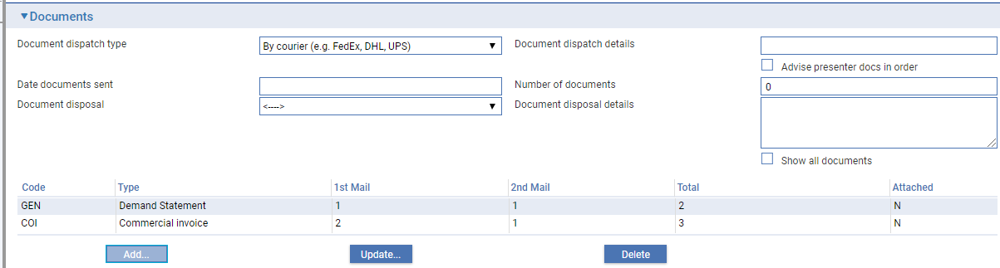 Documents
Document dispatch type By courier (e.g. FedEx, DHL, UPS) Document dispatch details
Advise presenter docs in order
Date documents sent Number of documents 0
Document disposal <----> Document disposal details
Show all documents
Code Type 1st Mail 2nd Mail Total Attached
GEN Demand Statement 1 1 2 N
COI Commercial invoice 2 1 3 N
Add... Update... Delete